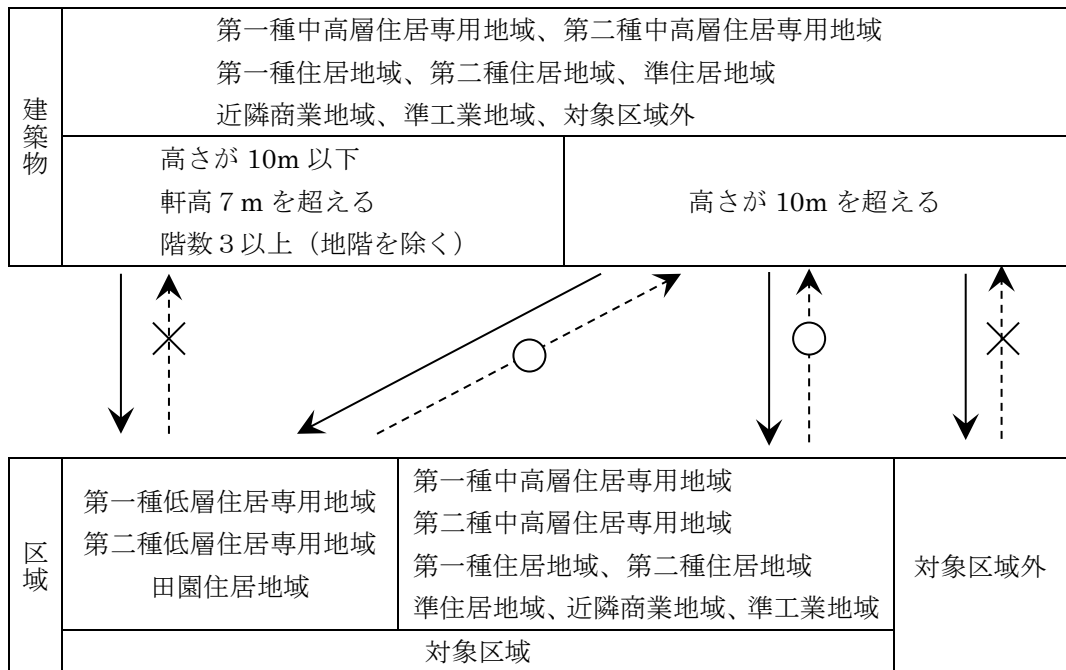 建築物
第一種中高層住居専用地域、第二種中高層住居専用地域
第一種住居地域、第二種住居地域、準住居地域
近隣商業地域、準工業地域、対象区域外
高さが 10m 以下
軒高７ｍを超える
階数３以上（地階を除く）
高さが 10m を超える
区域
第一種低層住居専用地域
第二種低層住居専用地域
田園住居地域
第一種中高層住居専用地域
第二種中高層住居専用地域
第一種住居地域、第二種住居地域
準住居地域、近隣商業地域、準工業地域
対象区域外
対象区域